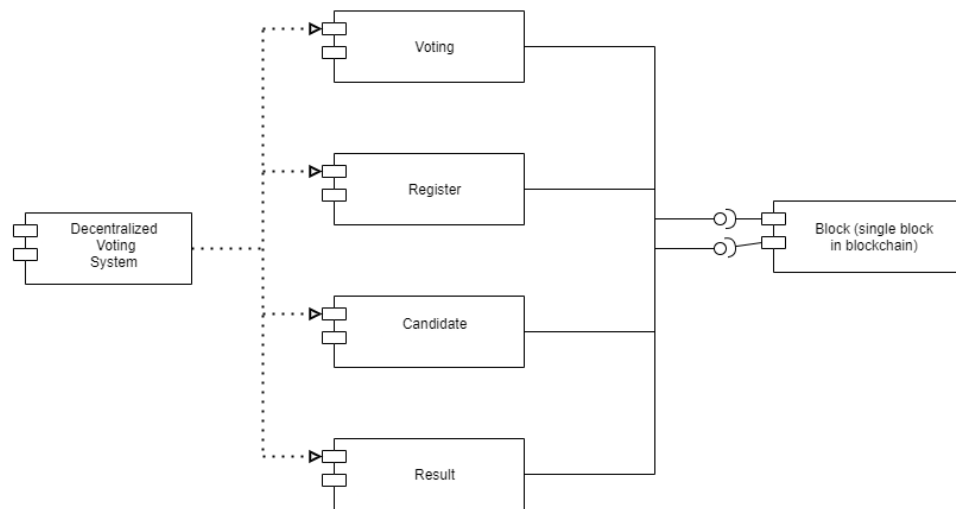 Voting
Register
Decentralized
Voting
System
Block (single block
in blockchain)
Candidate
Result